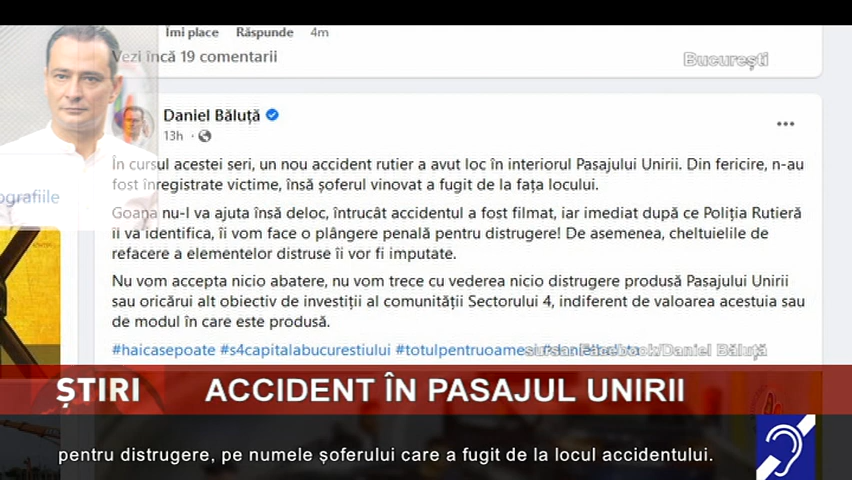 Îmi place Răspunde 4m
Vezi încă 19 comentarii
București
Daniel Băluță
13h
În cursul acestei seri, un nou accident rutier a avut loc în interiorul Pasajului Unirii. Din fericire, n-au
fost înregistrate victime, însă șoferul vinovat a fugit de la fața locului.
ografiile
Goana nu-l va ajuta însă deloc, întrucât accidentul a fost filmat, iar imediat după ce Poliția Rutieră
îl va identifica, îi vom face o plângere penală pentru distrugere! De asemenea, cheltuielile de
refacere a elementelor distruse îi vor fi imputate.
Nu vom accepta nicio abatere, nu vom trece cu vederea nicio distrugere produsă Pasajului Unirii
sau oricărui alt obiectiv de investiții al comunității Sectorului 4, indiferent de valoarea acestuia sau
de modul în care este produsă.
#haicasepoate #s4capitalabucurestiului
sursa: Facebook/Daniel Băluță
ȘTIRI ACCIDENT ÎN PASAJUL UNIRII
pentru distrugere, pe numele șoferului care a fugit de la locul accidentului.